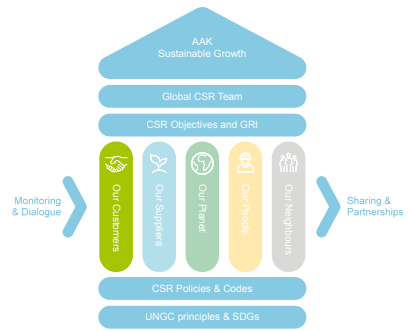 AAK
Sustainable Growth
Global CSR Team
CSR Objectives and GRI
Monitoring
& Dialogue
Our Customers
Our Suppliers
Our Planet
Our People
Our Neighbours
Sharing &
Partnerships
CSR Policies & Codes
UNGC principles & SDGs